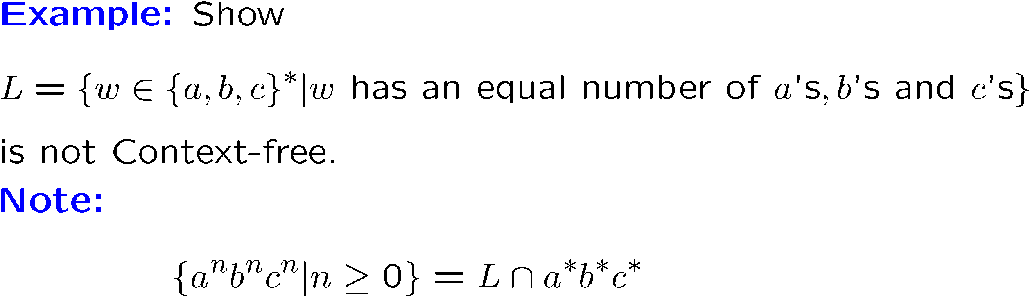 Example: Show
L = {w ∈ {a, b, c}*|w has an equal number of a's, b's and c's}
is not Context-free.
Note:
{aⁿbⁿcⁿ|n ≥ 0} = L ∩ a*b*c*